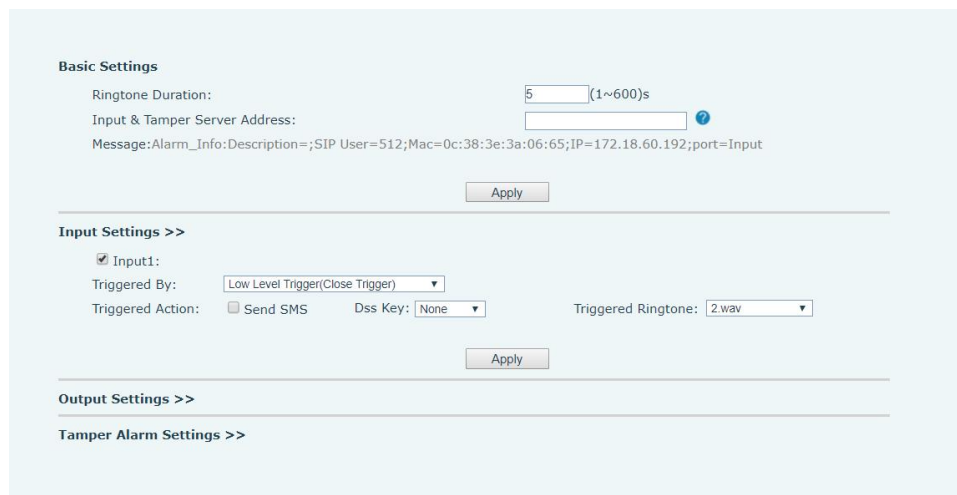 Basic Settings
Ringtone Duration: 5 (1~600)s
Input & Tamper Server Address: ?
Message:Alarm_Info:Description=;SIP User=512;Mac=0c:38:3e:3a:06:65;IP=172.18.60.192;port=Input
Apply
Input Settings >>
Input1:
Triggered By: Low Level Trigger(Close Trigger)
Triggered Action: Send SMS Dss Key: None Triggered Ringtone: 2.wav
Apply
Output Settings >>
Tamper Alarm Settings >>